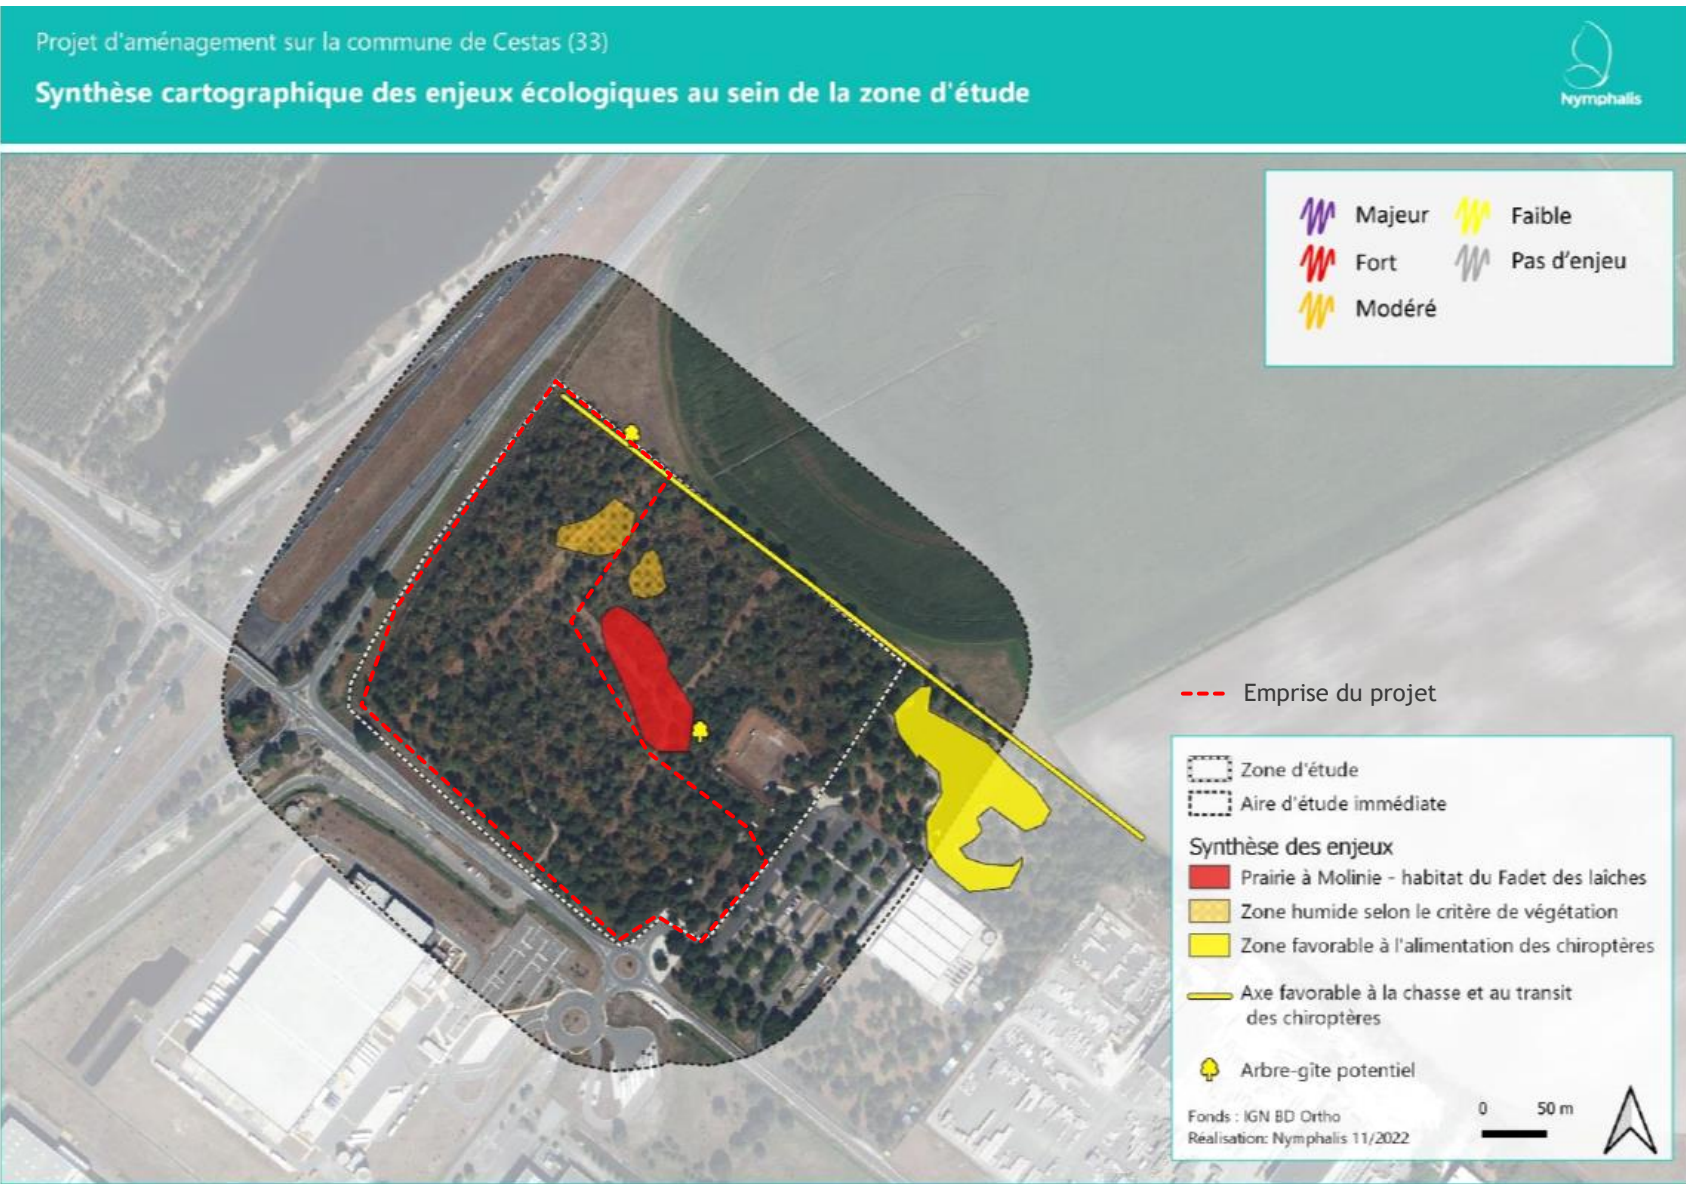 Projet d'aménagement sur la commune de Cestas (33)
Synthèse cartographique des enjeux écologiques au sein de la zone d'étude
Nymphalis
Majeur
Faible
Fort
Pas d'enjeu
Modéré
Emprise du projet
Zone d'étude
Aire d'étude immédiate
Synthèse des enjeux
Prairie à Molinie - habitat du Fadet des laîches
Zone humide selon le critère de végétation
Zone favorable à l'alimentation des chiroptères
Axe favorable à la chasse et au transit
des chiroptères
Arbre-gîte potentiel
Fonds : IGN BD Ortho
Réalisation: Nymphalis 11/2022
0 50 m